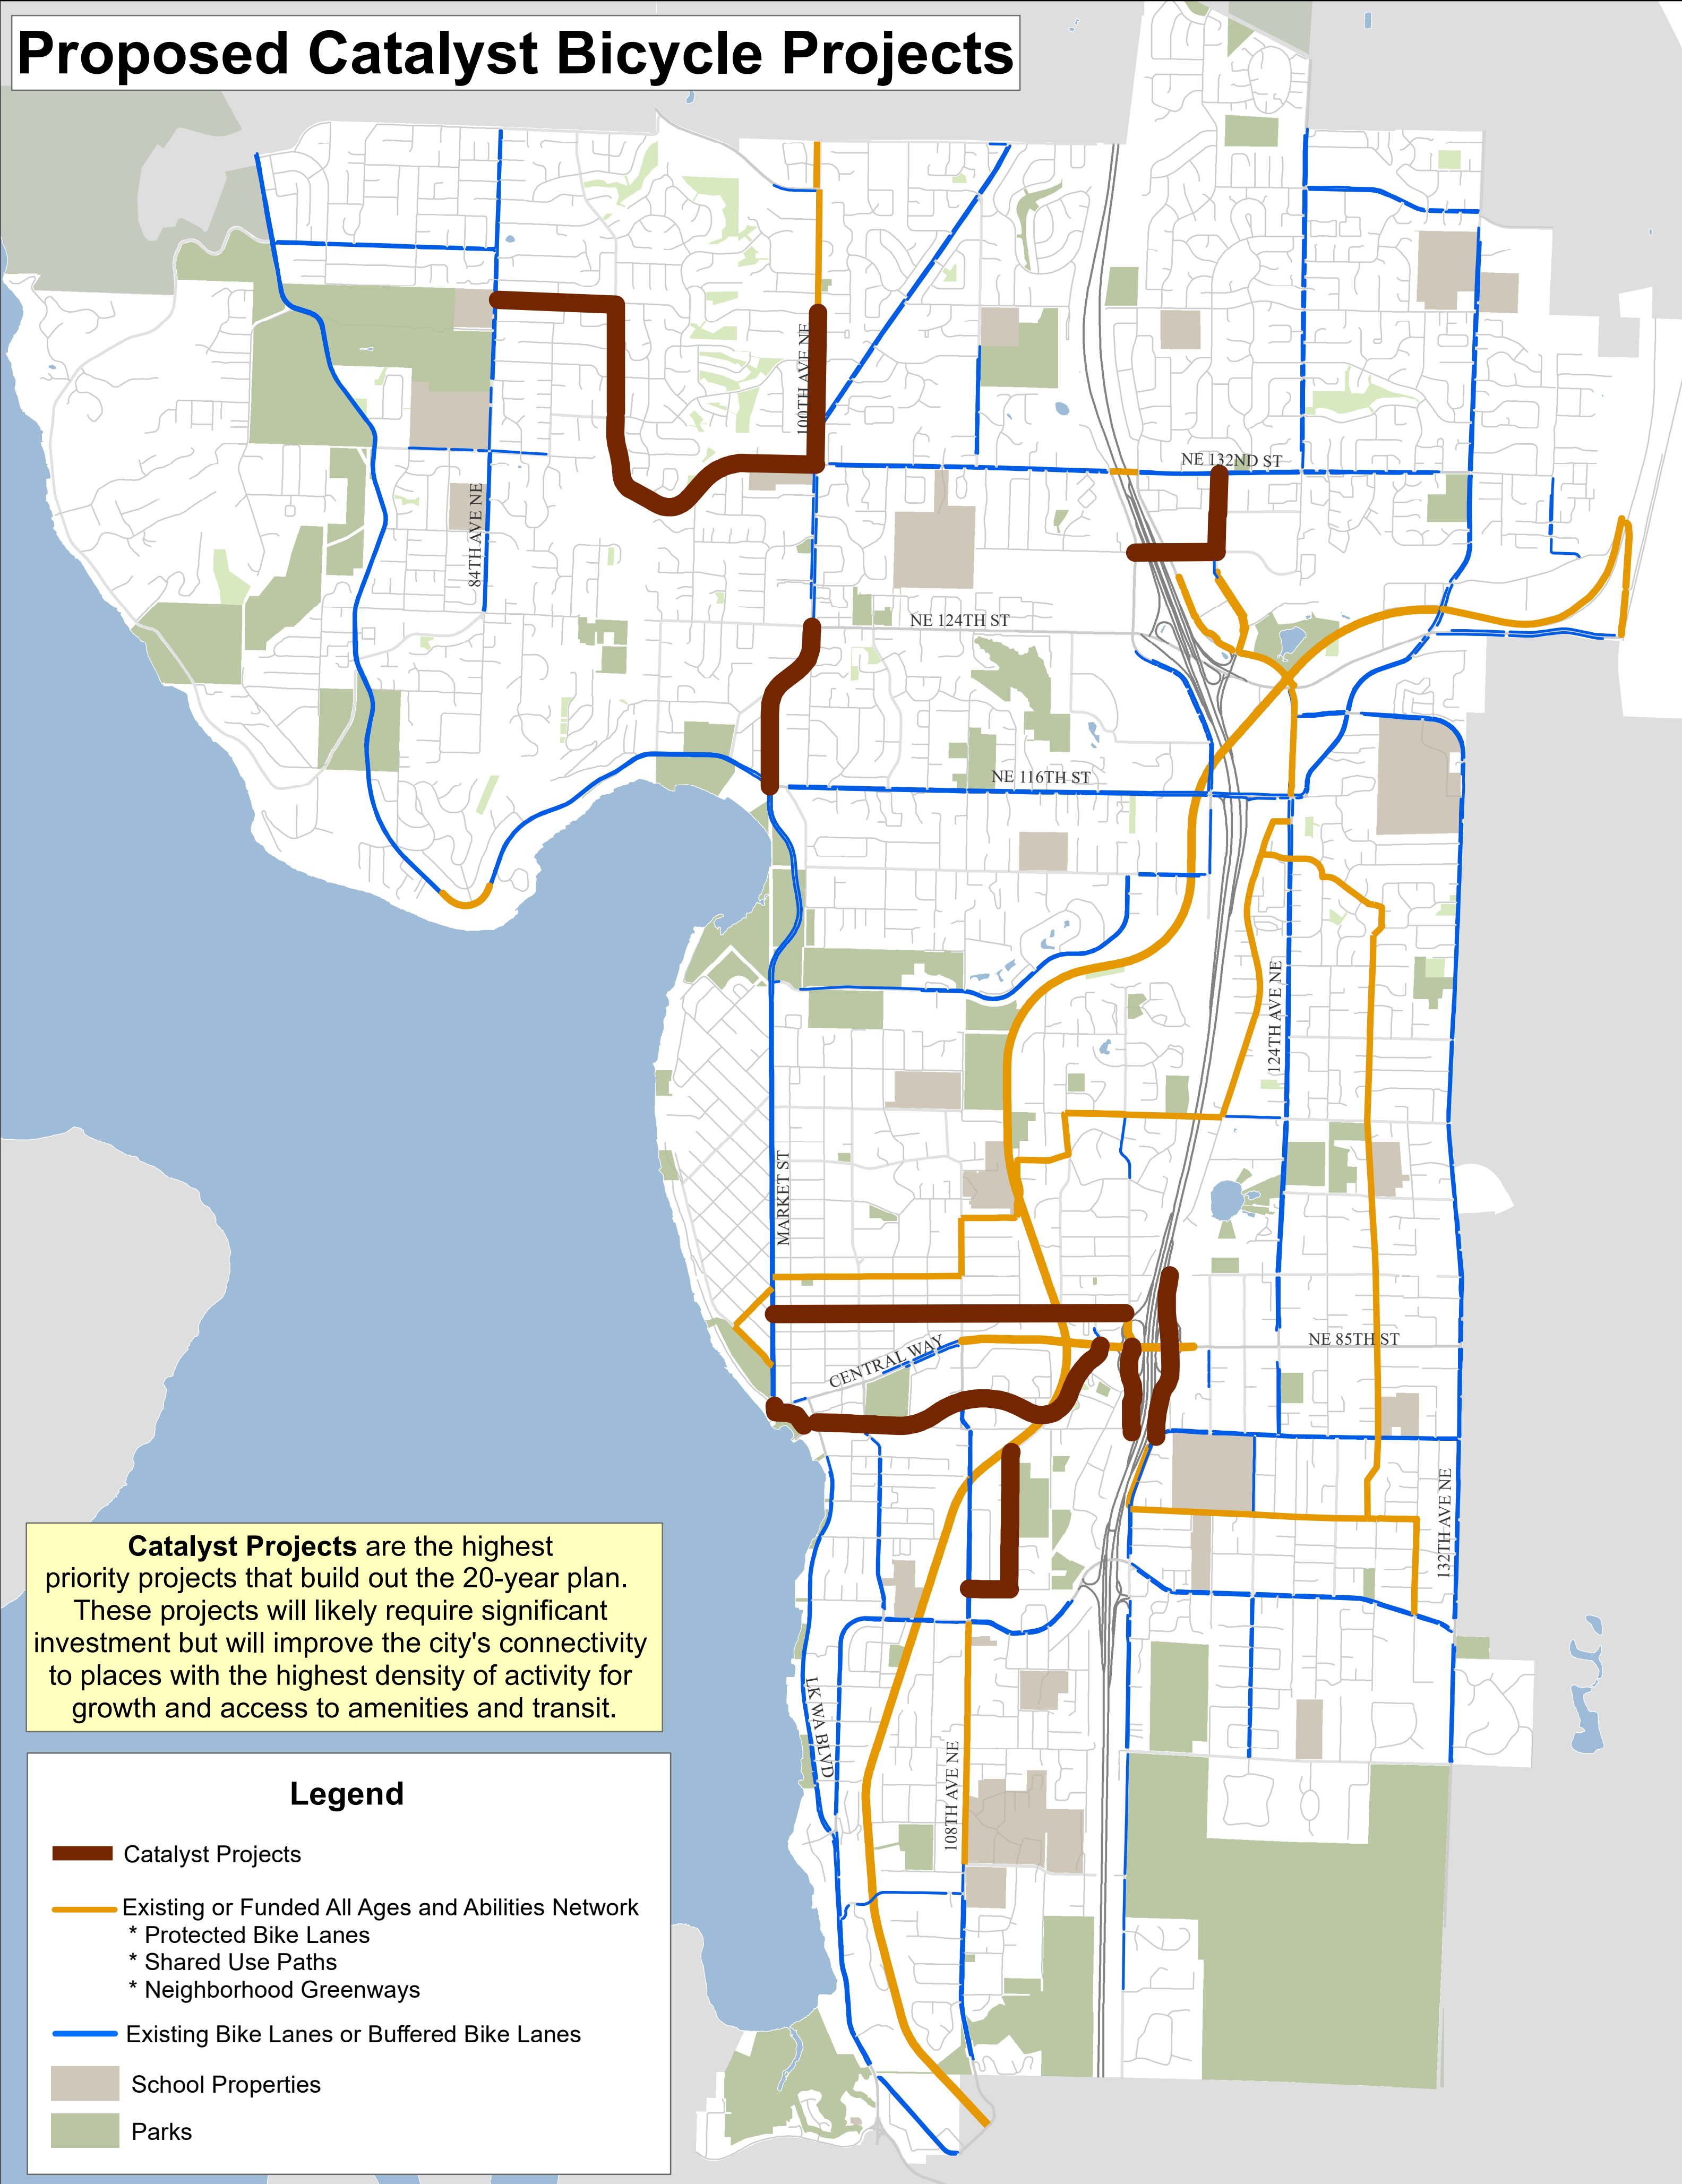 Proposed Catalyst Bicycle Projects
100TH AVE NE
NE 132ND ST
84TH AVE NE
NE 124TH ST
NE 116TH ST
124TH AVE NE
MARKET ST
NE 85TH ST
CENTRAL WAY
132TH AVE NE
LK WA BLVD
108TH AVE NE
Catalyst Projects are the highest
priority projects that build out the 20-year plan.
These projects will likely require significant
investment but will improve the city's connectivity
to places with the highest density of activity for
growth and access to amenities and transit.
Legend
Catalyst Projects
Existing or Funded All Ages and Abilities Network
* Protected Bike Lanes
* Shared Use Paths
* Neighborhood Greenways
Existing Bike Lanes or Buffered Bike Lanes
School Properties
Parks